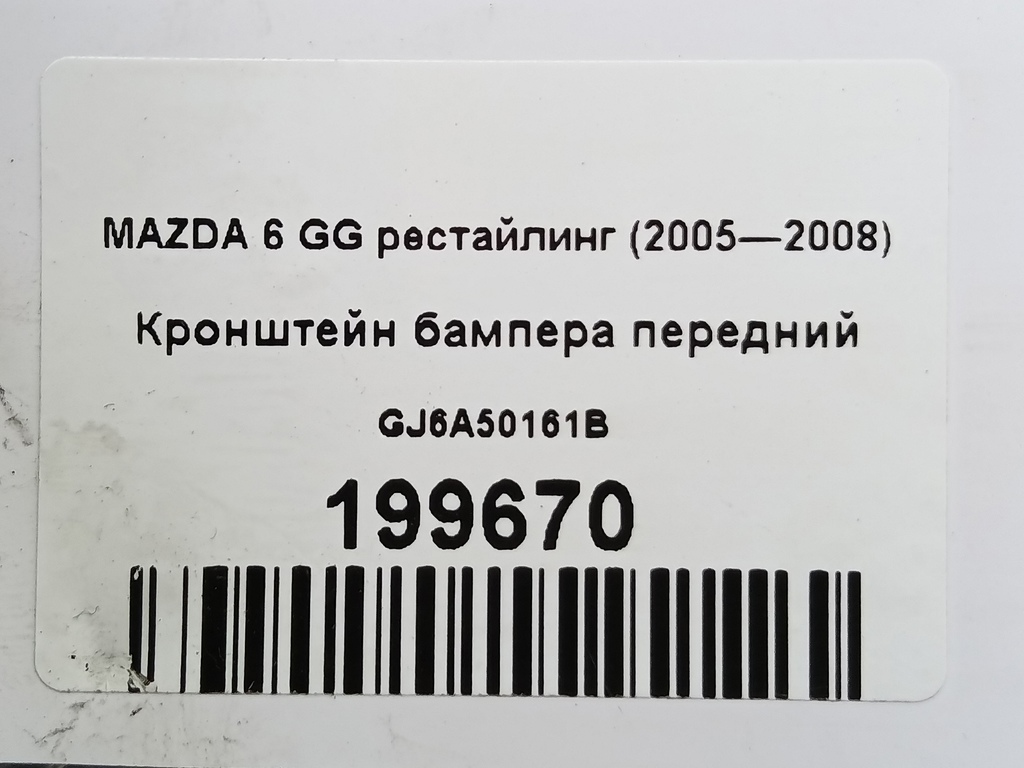 MAZDA 6 GG рестайлинг (2005—2008)
Кронштейн бампера передний
GJ6A50161B
199670